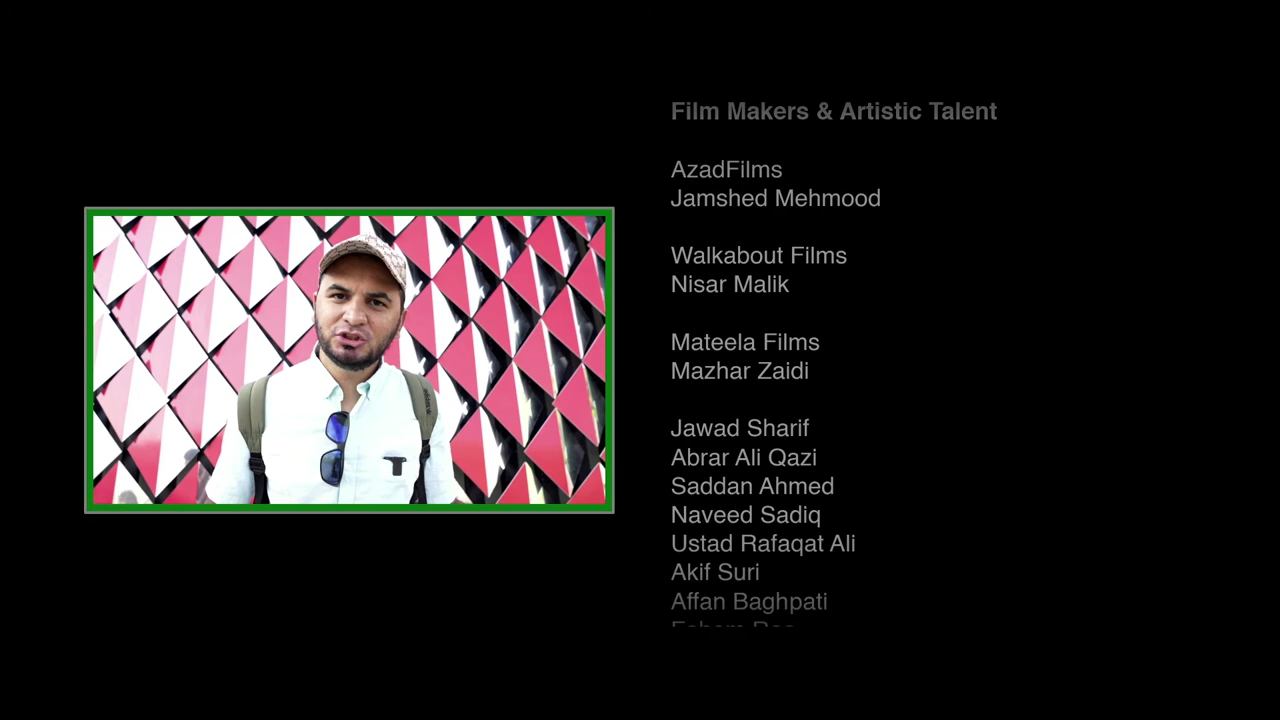 Film Makers & Artistic Talent
AzadFilms
Jamshed Mehmood
Walkabout Films
Nisar Malik
Mateela Films
Mazhar Zaidi
Jawad Sharif
Abrar Ali Qazi
Saddan Ahmed
Naveed Sadiq
Ustad Rafaqat Ali
Akif Suri
Affan Baghpati